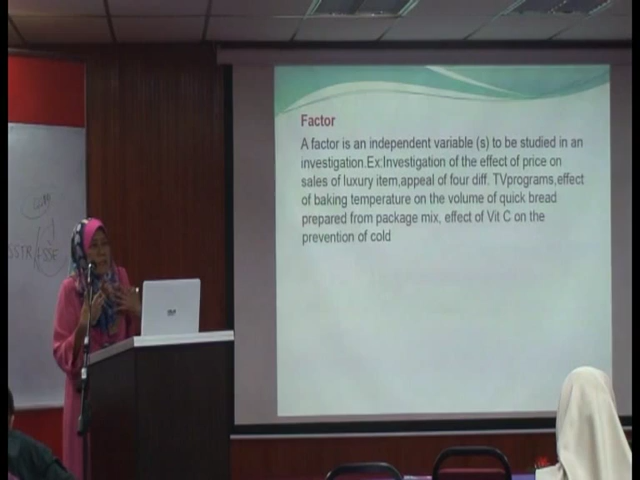 Factor
A factor is an independent variable (s) to be studied in an
investigation.Ex:Investigation of the effect of price on
sales of luxury item,appeal of four diff. TVprograms,effect
of baking temperature on the volume of quick bread
prepared from package mix, effect of Vit C on the
prevention of cold